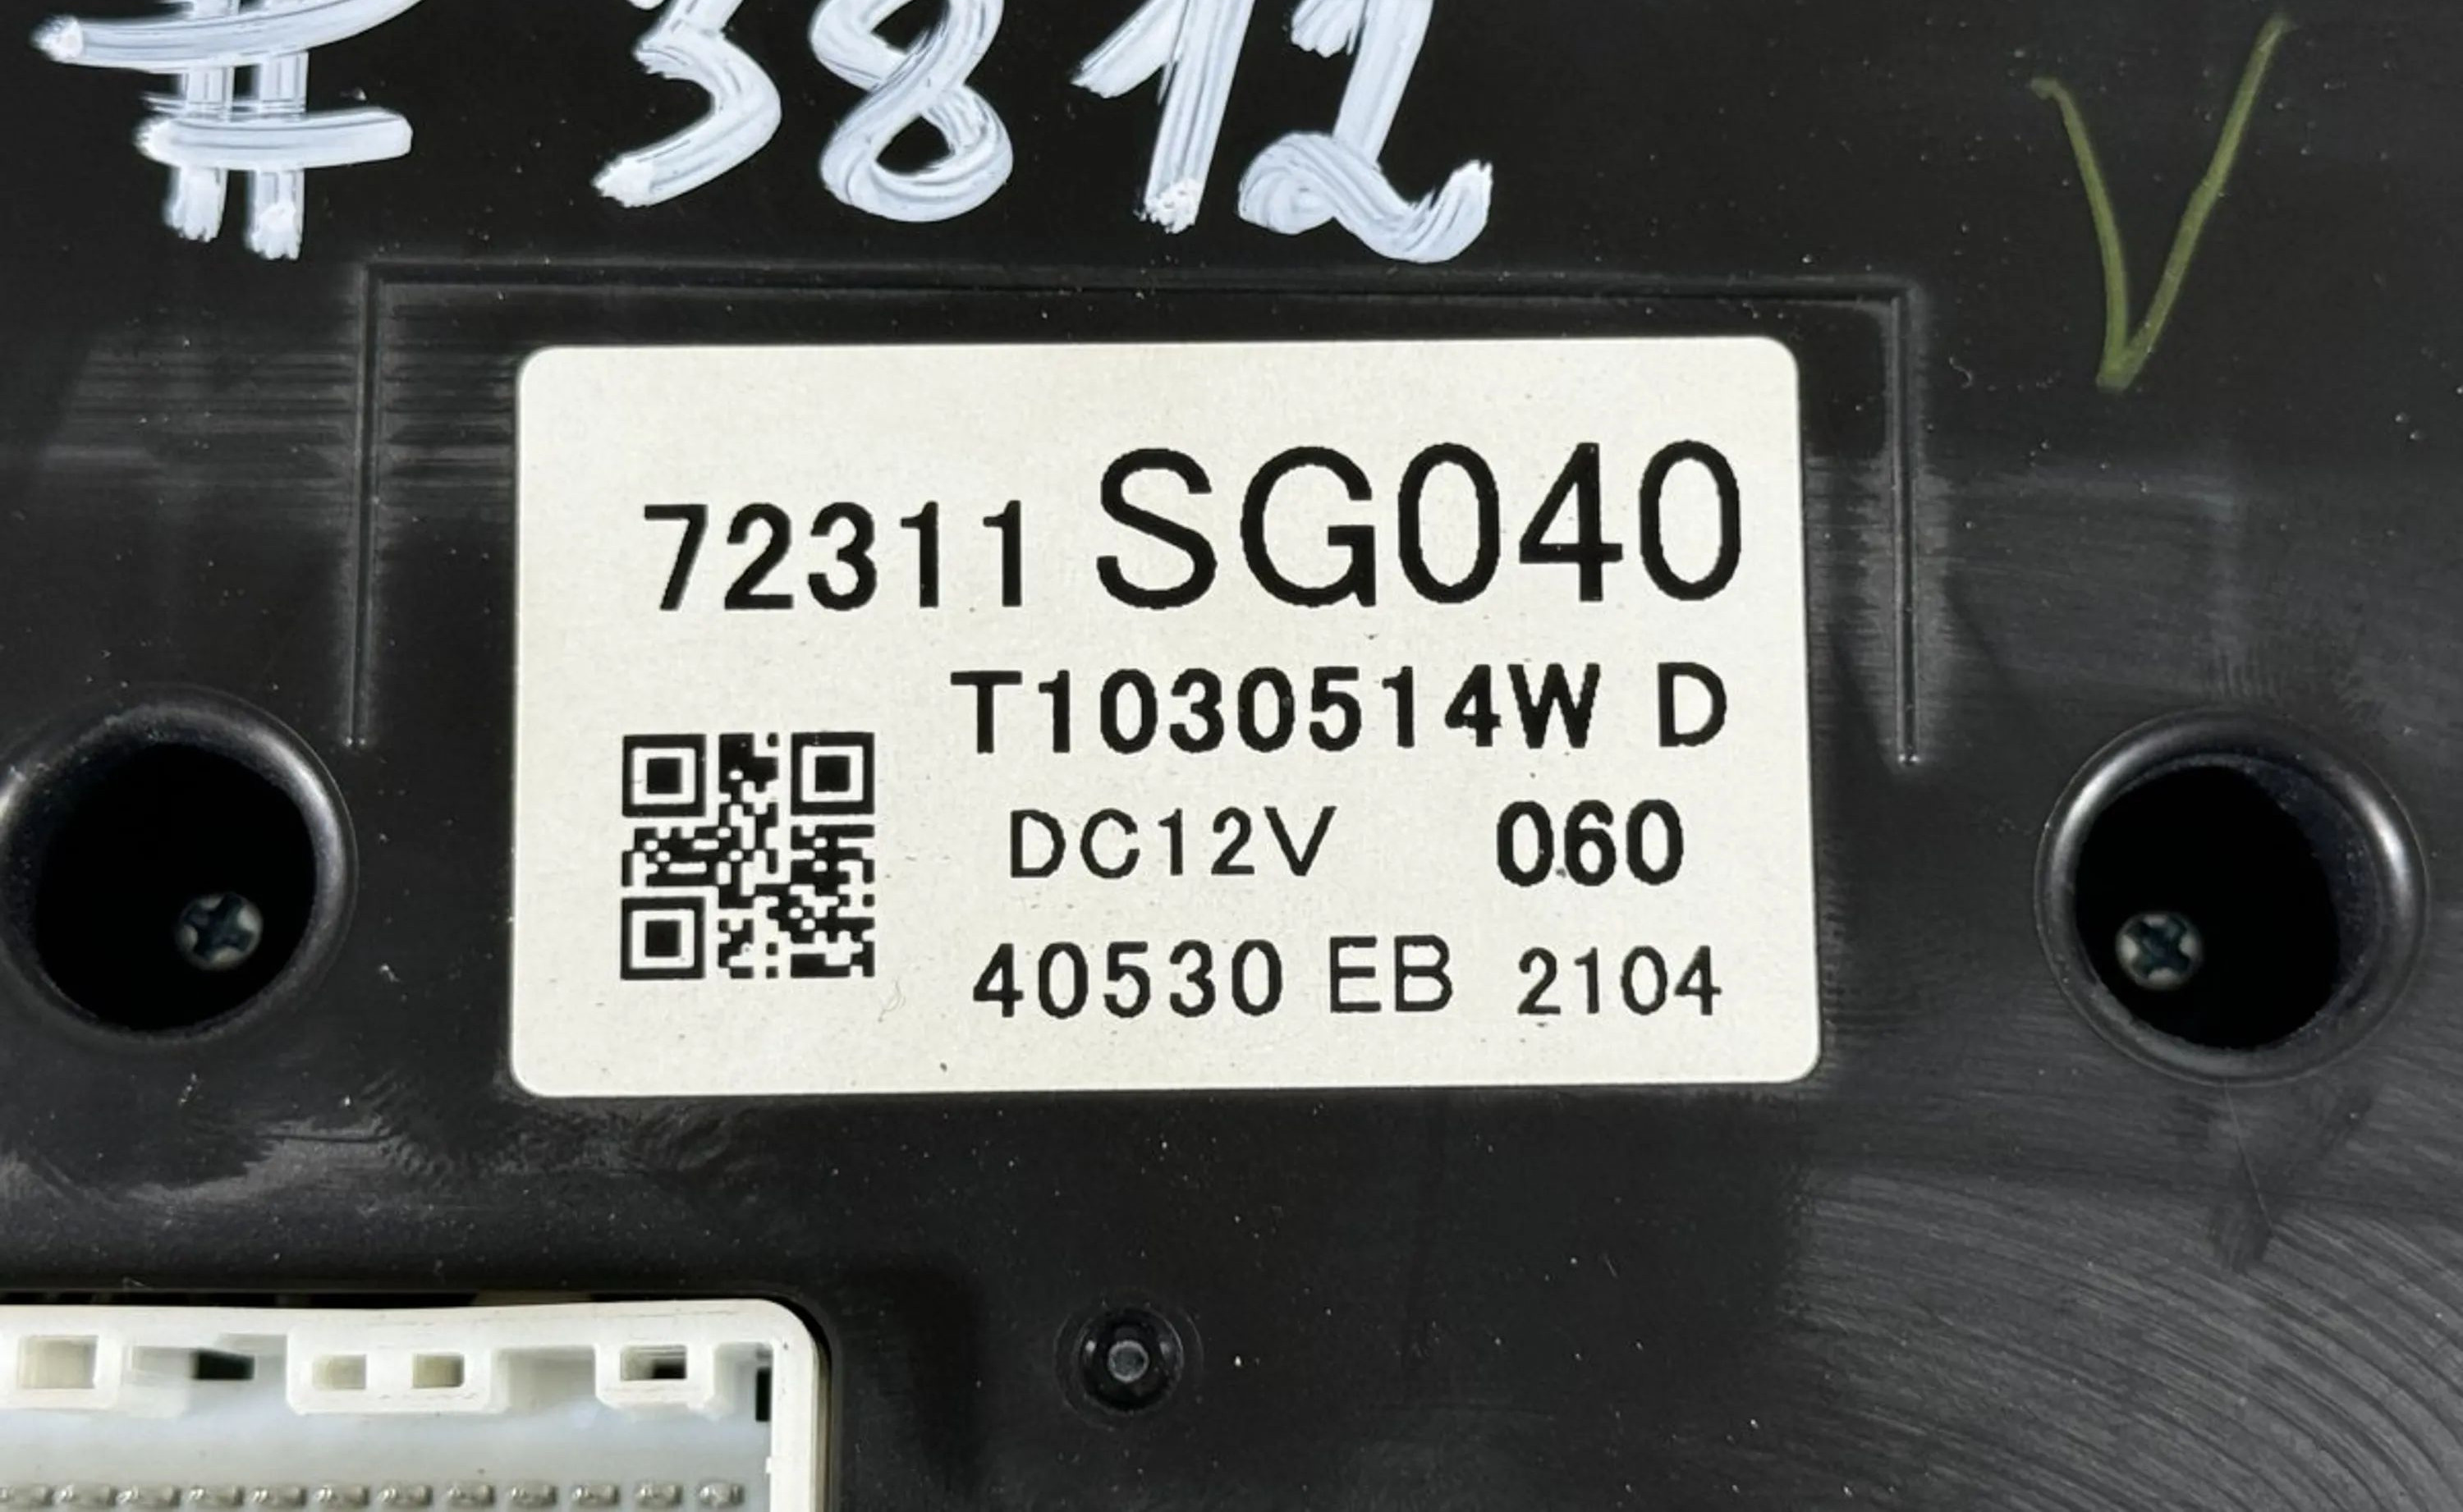 # 3812
V
72311 SG040
T1030514W D
DC12V 060
40530 EB 2104